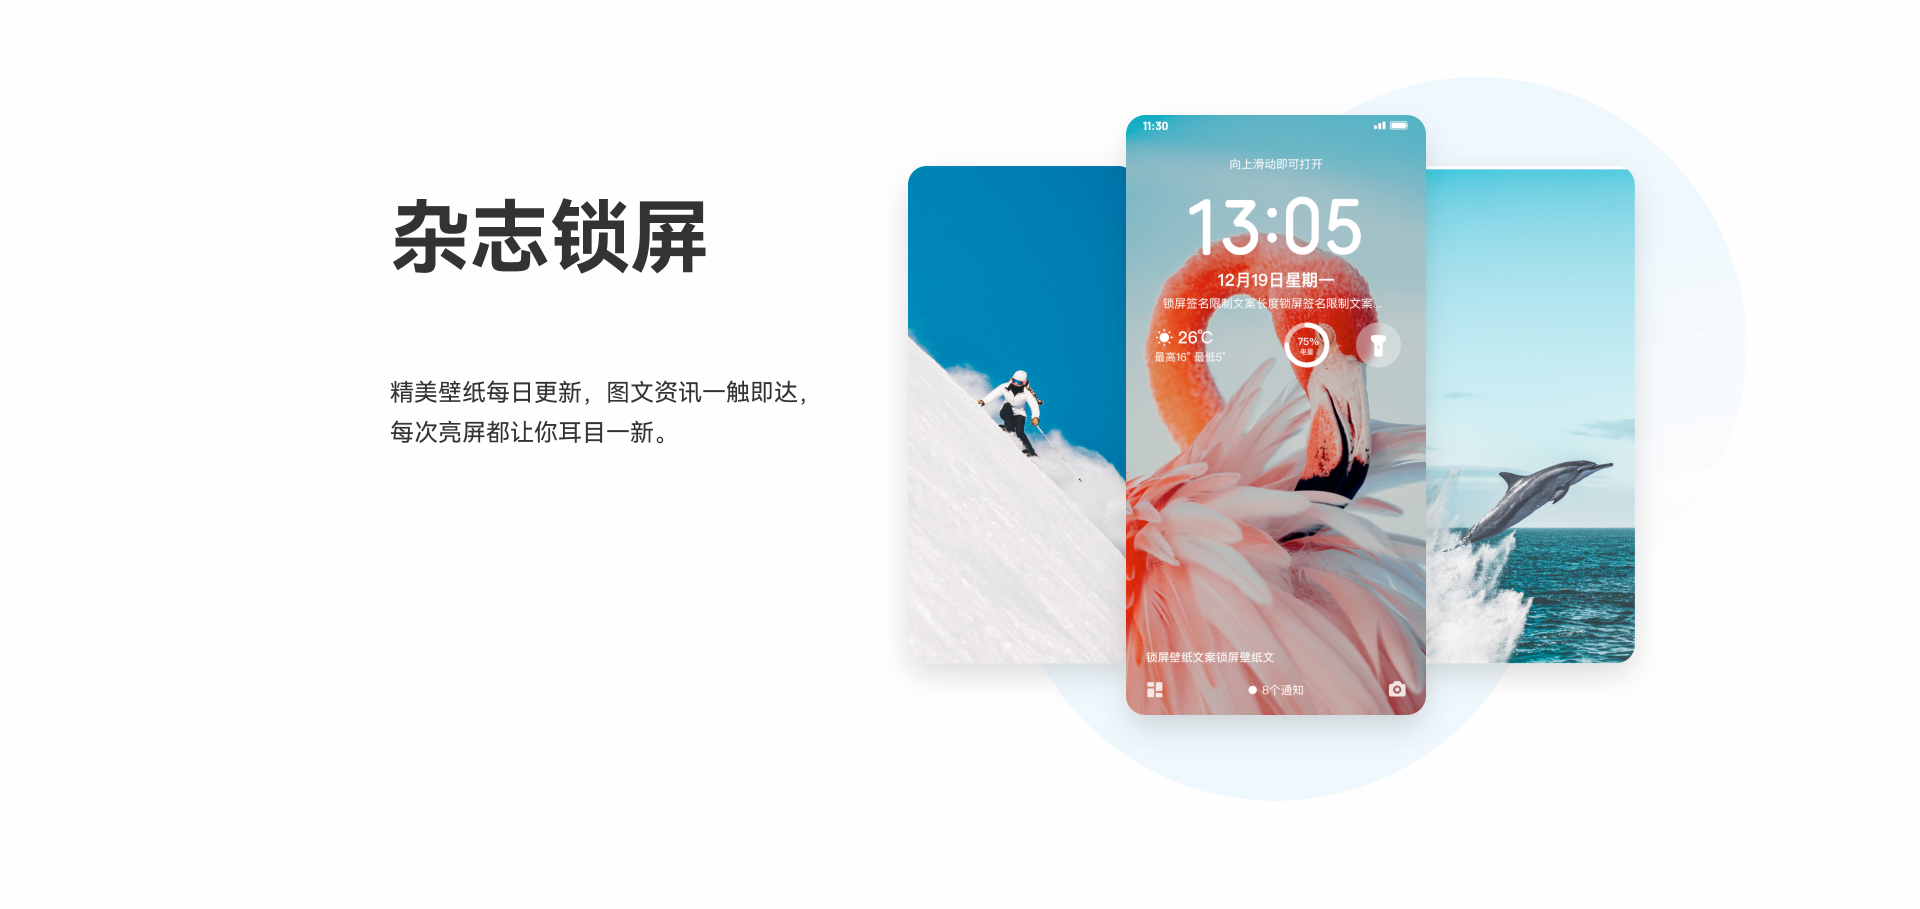 杂志锁屏
精美壁纸每日更新，图文资讯一触即达，
每次亮屏都让你耳目一新。
11:30
向上滑动即可打开
13:05
12月19日星期一
锁屏签名限制文案长度锁屏签名限制文案...
26℃
最高16° 最低5°
75%
电量
锁屏壁纸文案锁屏壁纸文
8个通知